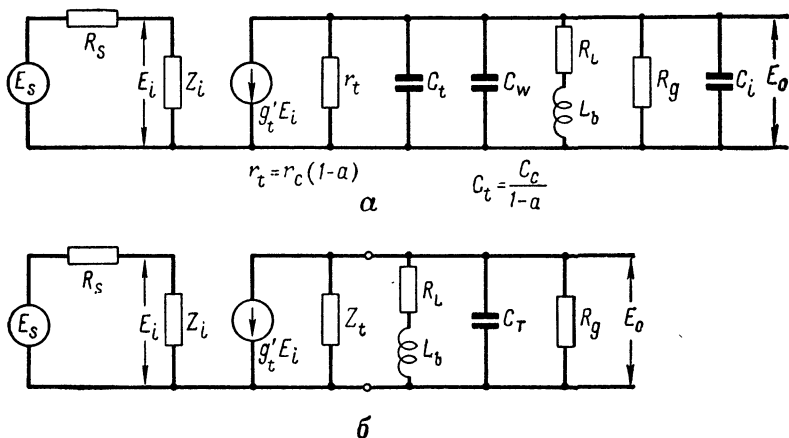 R_s
E_s E_i Z_i g'_t E_i r_t C_t C_w R_L L_b R_g C_i E_o
r_t = r_c (1-a) C_t = C_c / 1-a
а
R_s
E_s E_i Z_i g'_t E_i Z_t R_L L_b C_T R_g E_o
б